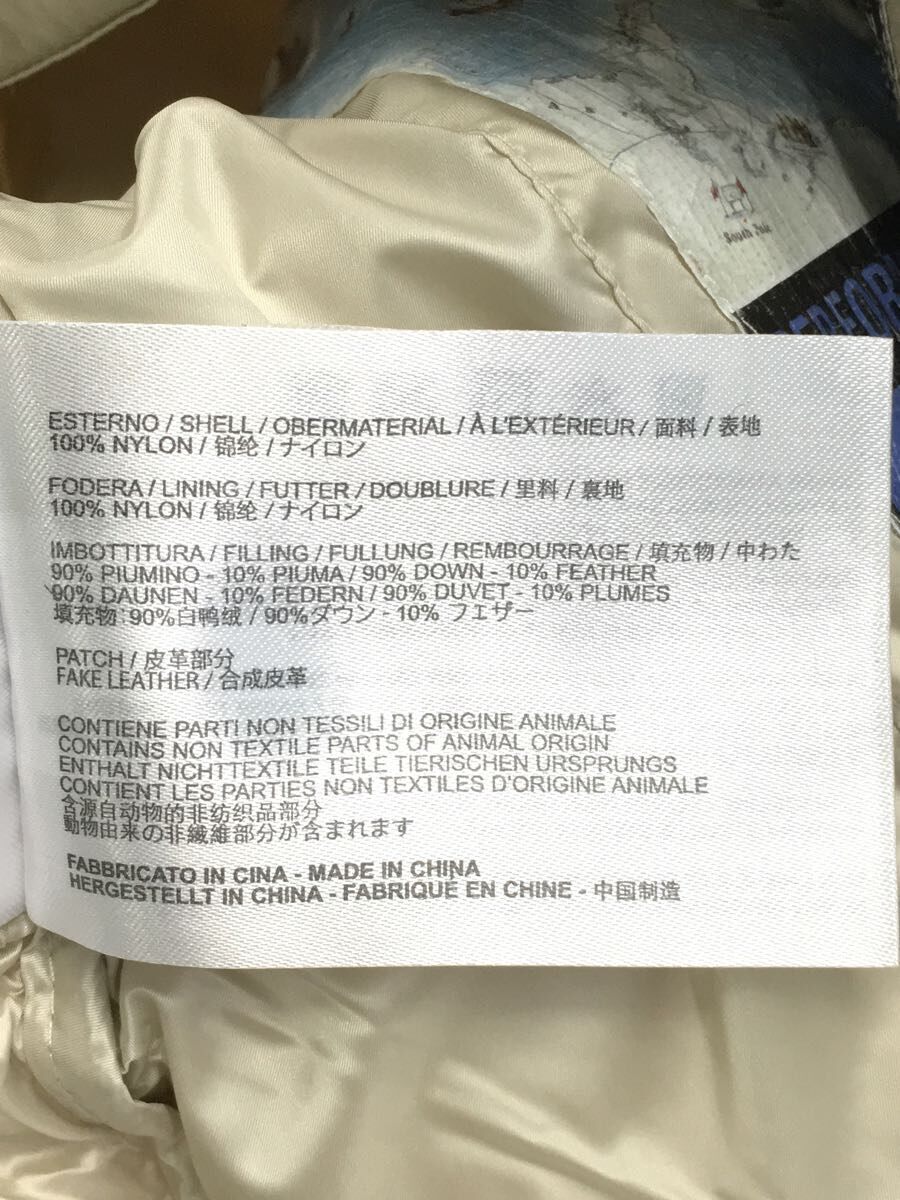 South Pole
PERFOR
ESTERNO / SHELL / OBERMATERIAL / À L'EXTÉRIEUR / 面料 / 表地
100% NYLON / 锦纶 / ナイロン
FODERA / LINING / FUTTER / DOUBLURE / 里料 / 裏地
100% NYLON / 锦纶 / ナイロン
IMBOTTITURA / FILLING / FULLUNG / REMBOURRAGE / 填充物 / 中わた
90% PIUMINO - 10% PIUMA / 90% DOWN - 10% FEATHER
90% DAUNEN - 10% FEDERN / 90% DUVET - 10% PLUMES
填充物: 90%白鸭绒 / 90%ダウン - 10% フェザー
PATCH / 皮革部分
FAKE LEATHER / 合成皮革
CONTIENE PARTI NON TESSILI DI ORIGINE ANIMALE
CONTAINS NON TEXTILE PARTS OF ANIMAL ORIGIN
ENTHALT NICHTTEXTILE TEILE TIERISCHEN URSPRUNGS
CONTIENT LES PARTIES NON TEXTILES D'ORIGINE ANIMALE
含源自动物的非纺织品部分
動物由来の非繊維部分が含まれます
FABBRICATO IN CINA - MADE IN CHINA
HERGESTELLT IN CHINA - FABRIQUÉ EN CHINE - 中国制造